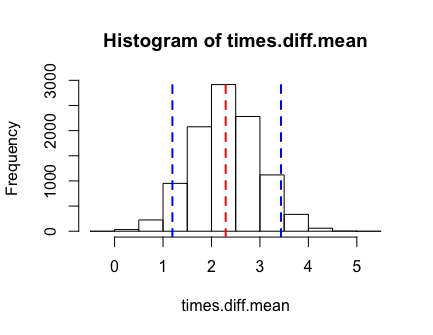 Histogram of times.diff.mean
Frequency
3000
2000
1000
0
0 1 2 3 4 5
times.diff.mean